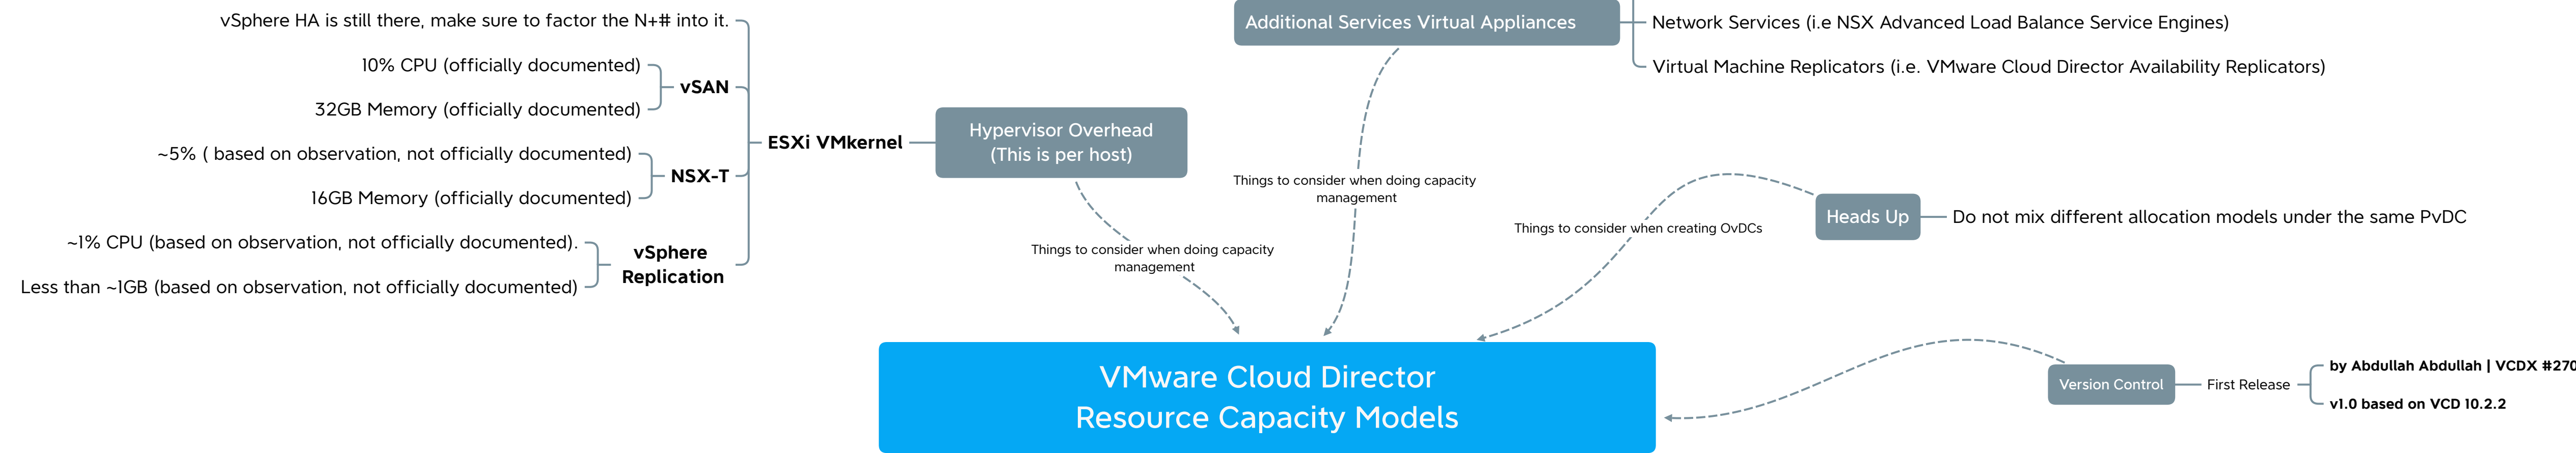 vSphere HA is still there, make sure to factor the N+# into it.
10% CPU (officially documented)
32GB Memory (officially documented)
vSAN
~5% ( based on observation, not officially documented)
16GB Memory (officially documented)
NSX-T
~1% CPU (based on observation, not officially documented).
Less than ~1GB (based on observation, not officially documented)
vSphere
Replication
ESXi VMkernel
Hypervisor Overhead
(This is per host)
Things to consider when doing capacity
management
Additional Services Virtual Appliances
Network Services (i.e NSX Advanced Load Balance Service Engines)
Virtual Machine Replicators (i.e. VMware Cloud Director Availability Replicators)
Things to consider when doing capacity
management
Heads Up
Do not mix different allocation models under the same PvDC
Things to consider when creating OvDCs
VMware Cloud Director
Resource Capacity Models
Version Control
First Release
by Abdullah Abdullah | VCDX #270
v1.0 based on VCD 10.2.2